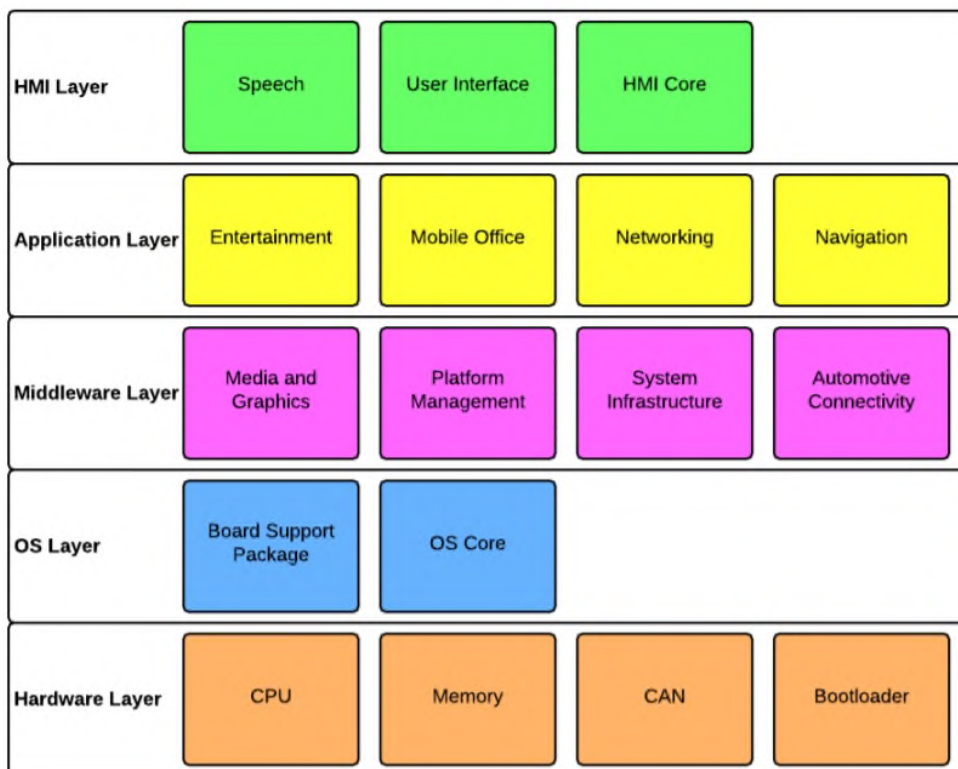 HMI Layer
Speech
User Interface
HMI Core
Application Layer
Entertainment
Mobile Office
Networking
Navigation
Middleware Layer
Media and
Graphics
Platform
Management
System
Infrastructure
Automotive
Connectivity
OS Layer
Board Support
Package
OS Core
Hardware Layer
CPU
Memory
CAN
Bootloader